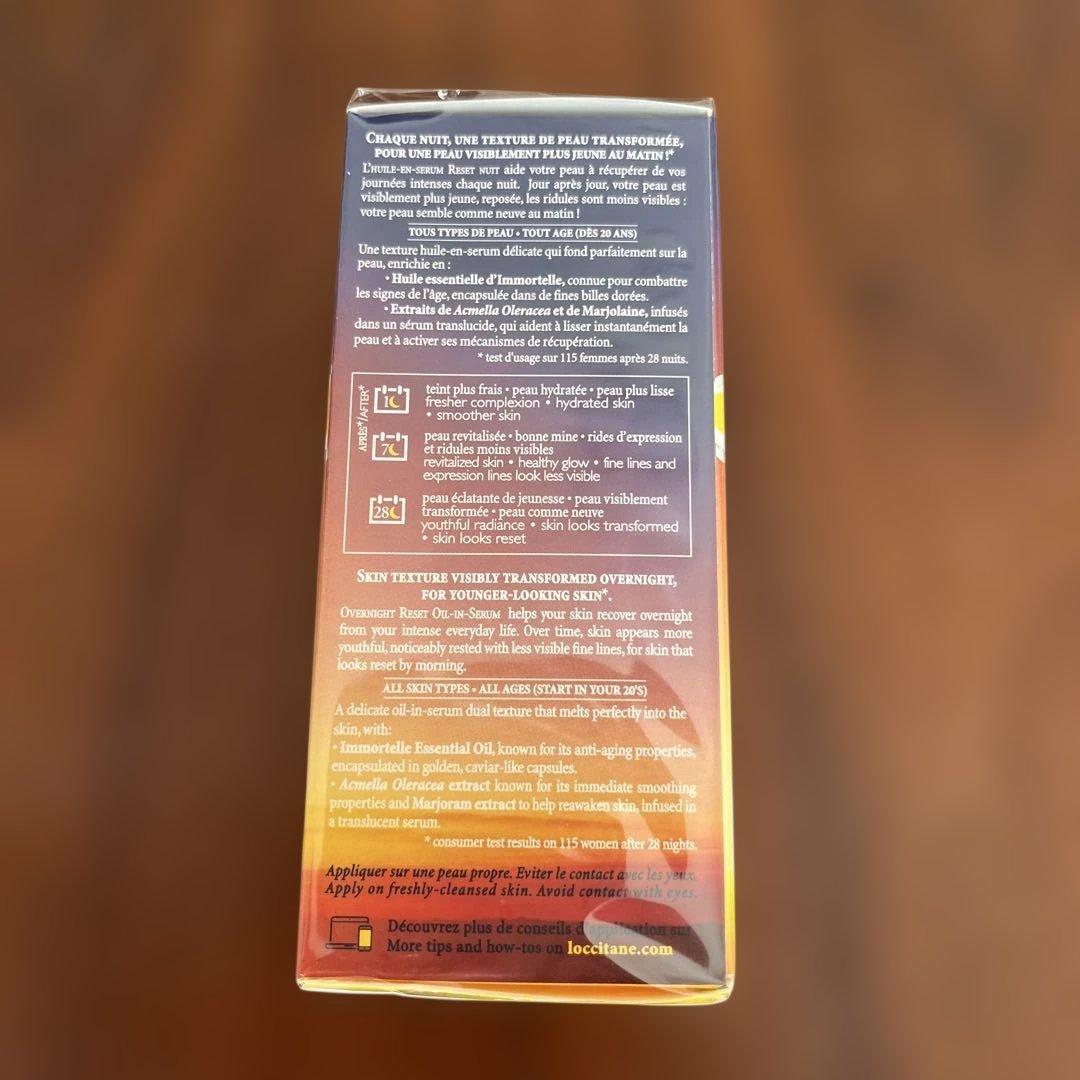 CHAQUE NUIT, UNE TEXTURE DE PEAU TRANSFORMÉE,
POUR UNE PEAU VISIBLEMENT PLUS JEUNE AU MATIN !*
L'HUILE-EN-SERUM RESET NUIT aide votre peau à récupérer de vos
journées intenses chaque nuit. Jour après jour, votre peau est
visiblement plus jeune, reposée, les ridules sont moins visibles :
votre peau semble comme neuve au matin !
TOUS TYPES DE PEAU • TOUT AGE (DÈS 20 ANS)
Une texture huile-en-serum délicate qui fond parfaitement sur la
peau, enrichie en :
• Huile essentielle d'Immortelle, connue pour combattre
les signes de l'âge, encapsulée dans de fines billes dorées.
• Extraits de Acmella Oleracea et de Marjolaine, infusés
dans un sérum translucide, qui aident à lisser instantanément la
peau et à activer ses mécanismes de récupération.
* test d'usage sur 115 femmes après 28 nuits.
APRÈS*/AFTER*
1
teint plus frais • peau hydratée • peau plus lisse
fresher complexion • hydrated skin
• smoother skin
7
peau revitalisée • bonne mine • rides d'expression
et ridules moins visibles
revitalized skin • healthy glow • fine lines and
expression lines look less visible
28
peau éclatante de jeunesse • peau visiblement
transformée • peau comme neuve
youthful radiance • skin looks transformed
• skin looks reset
SKIN TEXTURE VISIBLY TRANSFORMED OVERNIGHT,
FOR YOUNGER-LOOKING SKIN*.
OVERNIGHT RESET OIL-IN-SERUM helps your skin recover overnight
from your intense everyday life. Over time, skin appears more
youthful, noticeably rested with less visible fine lines, for skin that
looks reset by morning.
ALL SKIN TYPES • ALL AGES (START IN YOUR 20'S)
A delicate oil-in-serum dual texture that melts perfectly into the
skin, with:
• Immortelle Essential Oil, known for its anti-aging properties,
encapsulated in golden, caviar-like capsules.
• Acmella Oleracea extract known for its immediate smoothing
properties and Marjoram extract to help reawaken skin, infused in
a translucent serum.
* consumer test results on 115 women after 28 nights.
Appliquer sur une peau propre. Eviter le contact avec les yeux.
Apply on freshly-cleansed skin. Avoid contact with eyes.
Découvrez plus de conseils d'application sur
More tips and how-tos on loccitane.com